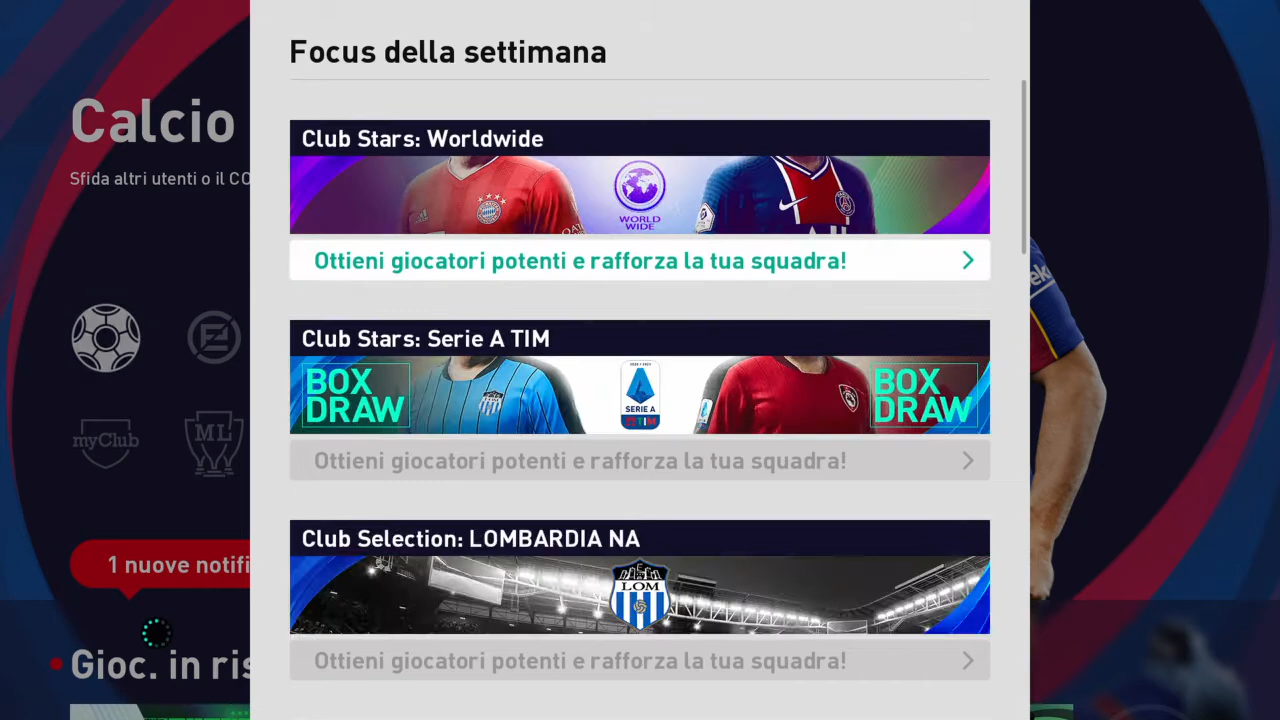 Focus della settimana
Calcio
Sfida altri utenti o il CO
Club Stars: Worldwide
WORLD
WIDE
Ottieni giocatori potenti e rafforza la tua squadra!
Club Stars: Serie A TIM
BOX
DRAW
SERIE A
TIM
BOX
DRAW
Ottieni giocatori potenti e rafforza la tua squadra!
myClub
ML
Club Selection: LOMBARDIA NA
LOM
1 nuove notifi
Ottieni giocatori potenti e rafforza la tua squadra!
Gioc. in ris